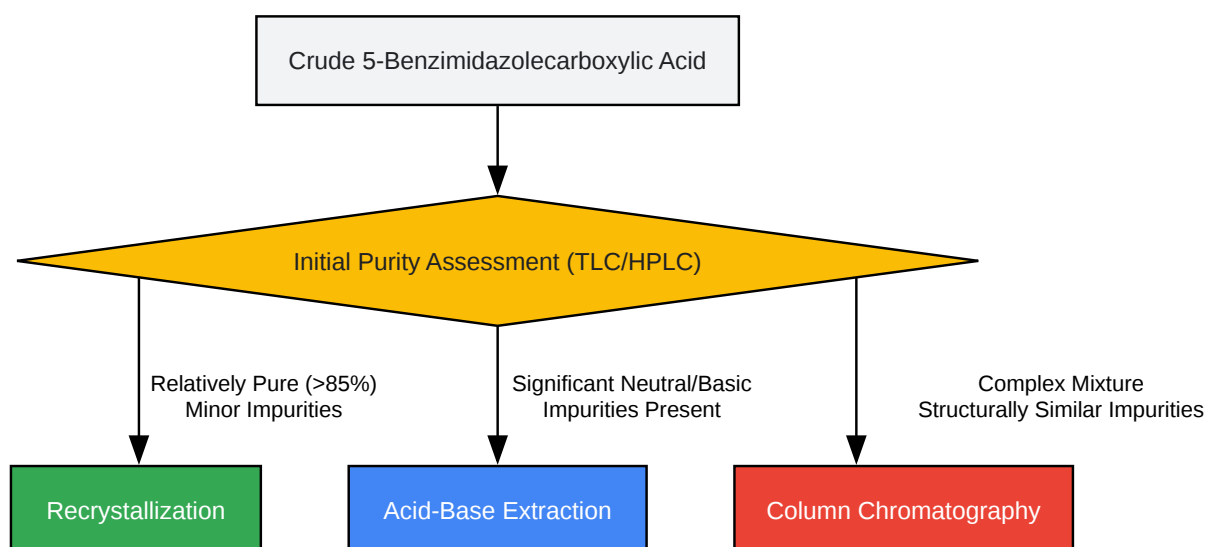 Crude 5-Benzimidazolecarboxylic Acid
Initial Purity Assessment (TLC/HPLC)
Relatively Pure (>85%)
Minor Impurities
Significant Neutral/Basic
Impurities Present
Complex Mixture
Structurally Similar Impurities
Recrystallization
Acid-Base Extraction
Column Chromatography